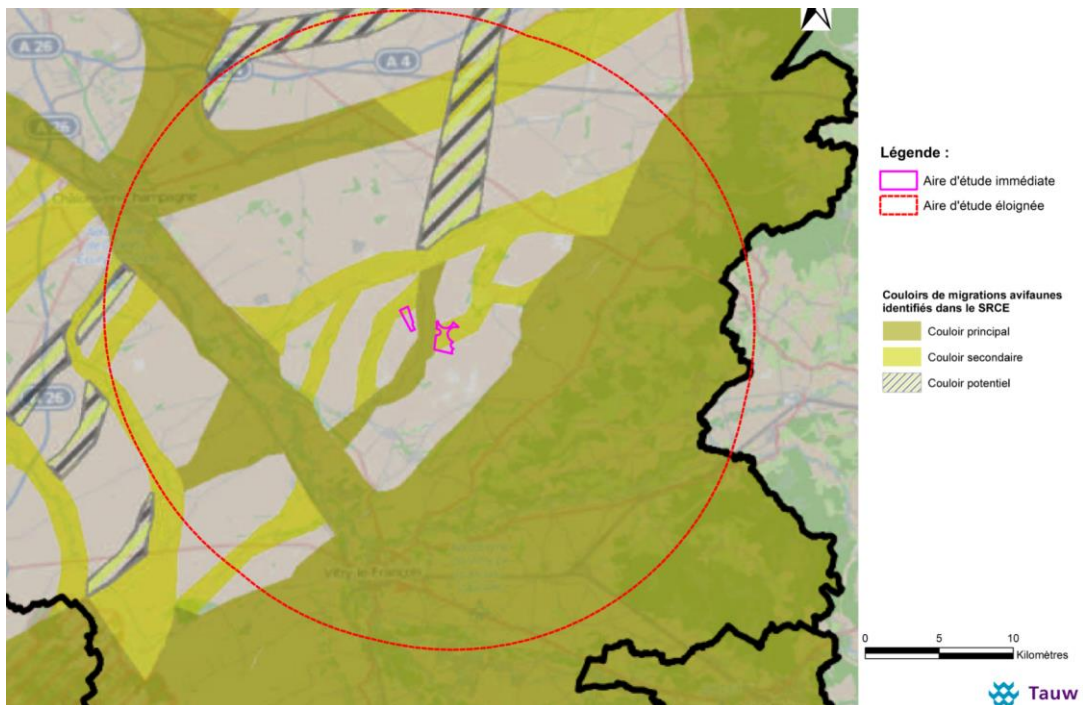 A 26
A 4
A 26
Châlons-en-Champagne
A 26
Vitry-le-François
Légende :
Aire d'étude immédiate
Aire d'étude éloignée
Couloirs de migrations avifaunes
identifiés dans le SRCE
Couloir principal
Couloir secondaire
Couloir potentiel
0 5 10
Kilomètres
Tauw